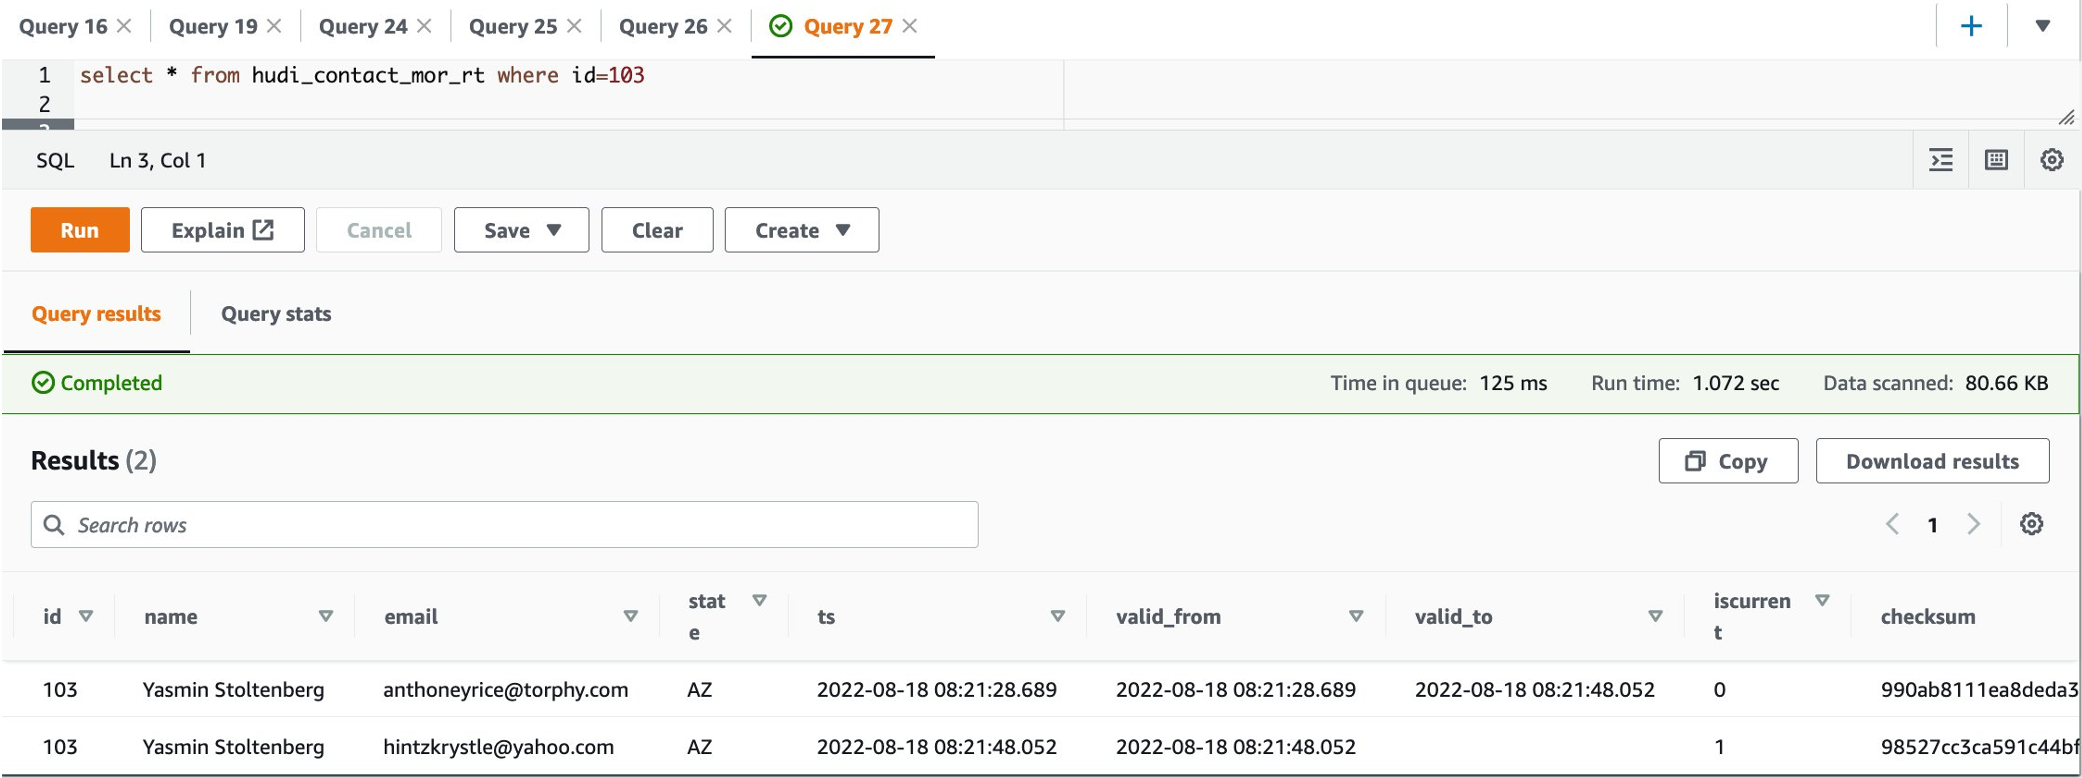 Query 16 Query 19 Query 24 Query 25 Query 26 Query 27
1 select * from hudi_contact_mor_rt where id=103
2
SQL Ln 3, Col 1
Run Explain Cancel Save Clear Create
Query results Query stats
Completed Time in queue: 125 ms Run time: 1.072 sec Data scanned: 80.66 KB
Results (2) Copy Download results
Search rows 1
id name email state ts valid_from valid_to iscurrent checksum
103 Yasmin Stoltenberg anthoneyrice@torphy.com AZ 2022-08-18 08:21:28.689 2022-08-18 08:21:28.689 2022-08-18 08:21:48.052 0 990ab8111ea8deda3
103 Yasmin Stoltenberg hintzkrystle@yahoo.com AZ 2022-08-18 08:21:48.052 2022-08-18 08:21:48.052 1 98527cc3ca591c44bf